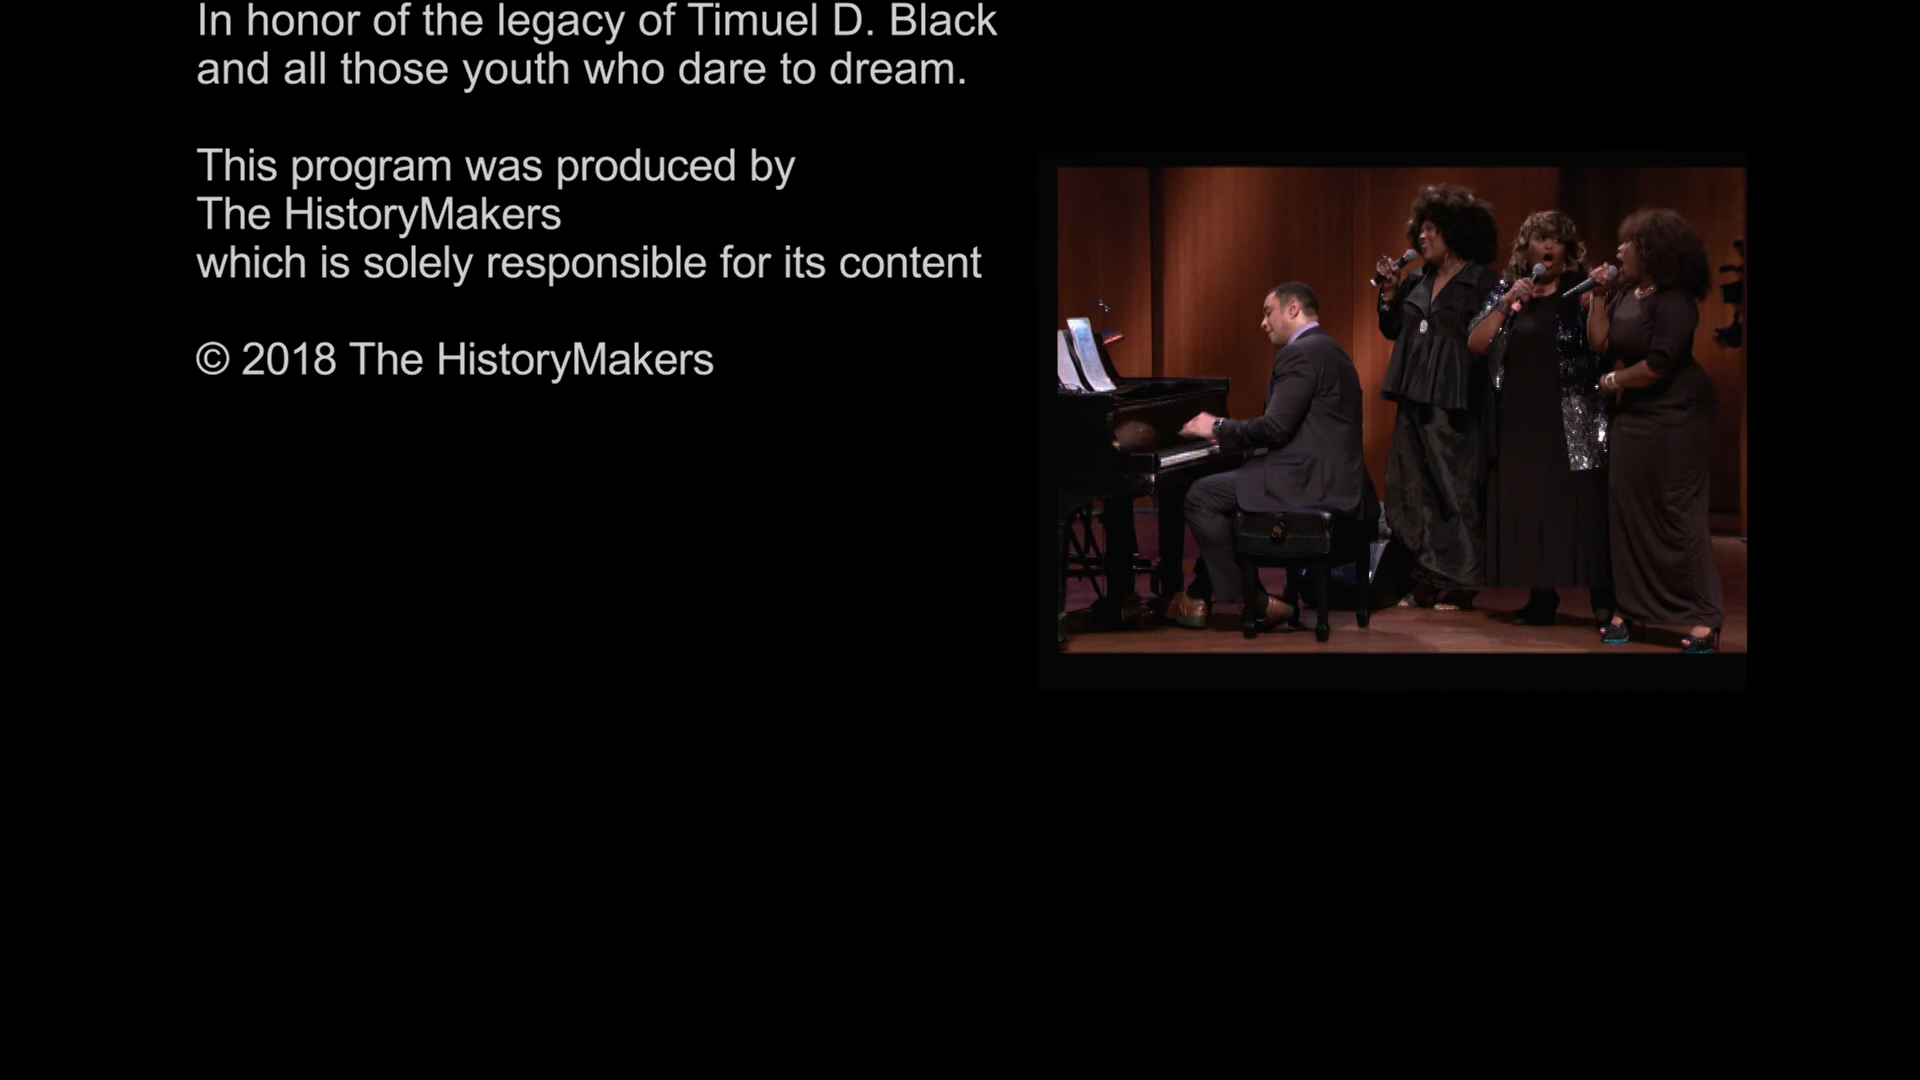 In honor of the legacy of Timuel D. Black
and all those youth who dare to dream.
This program was produced by
The HistoryMakers
which is solely responsible for its content
© 2018 The HistoryMakers